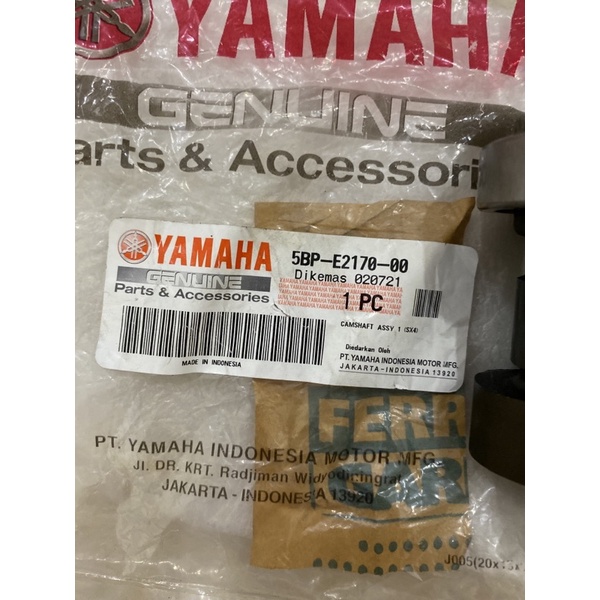 YAMAHA
GENUINE
arts & Accessori
YAMAHA
GENUINE
Parts & Accessories
MADE IN INDONESIA
5BP-E2170-00
Dikemas 020721
1 PC
CAMSHAFT ASSY 1 (SX4)
Diedarkan Oleh
PT. YAMAHA INDONESIA MOTOR MFG.
JAKARTA-INDONESIA 13920
FERR
PT. YAMAHA INDONESIA MOTOR MFG.
Jl. DR. KRT. Radjiman Widyodiningrat
JAKARTA - INDONESIA 13920